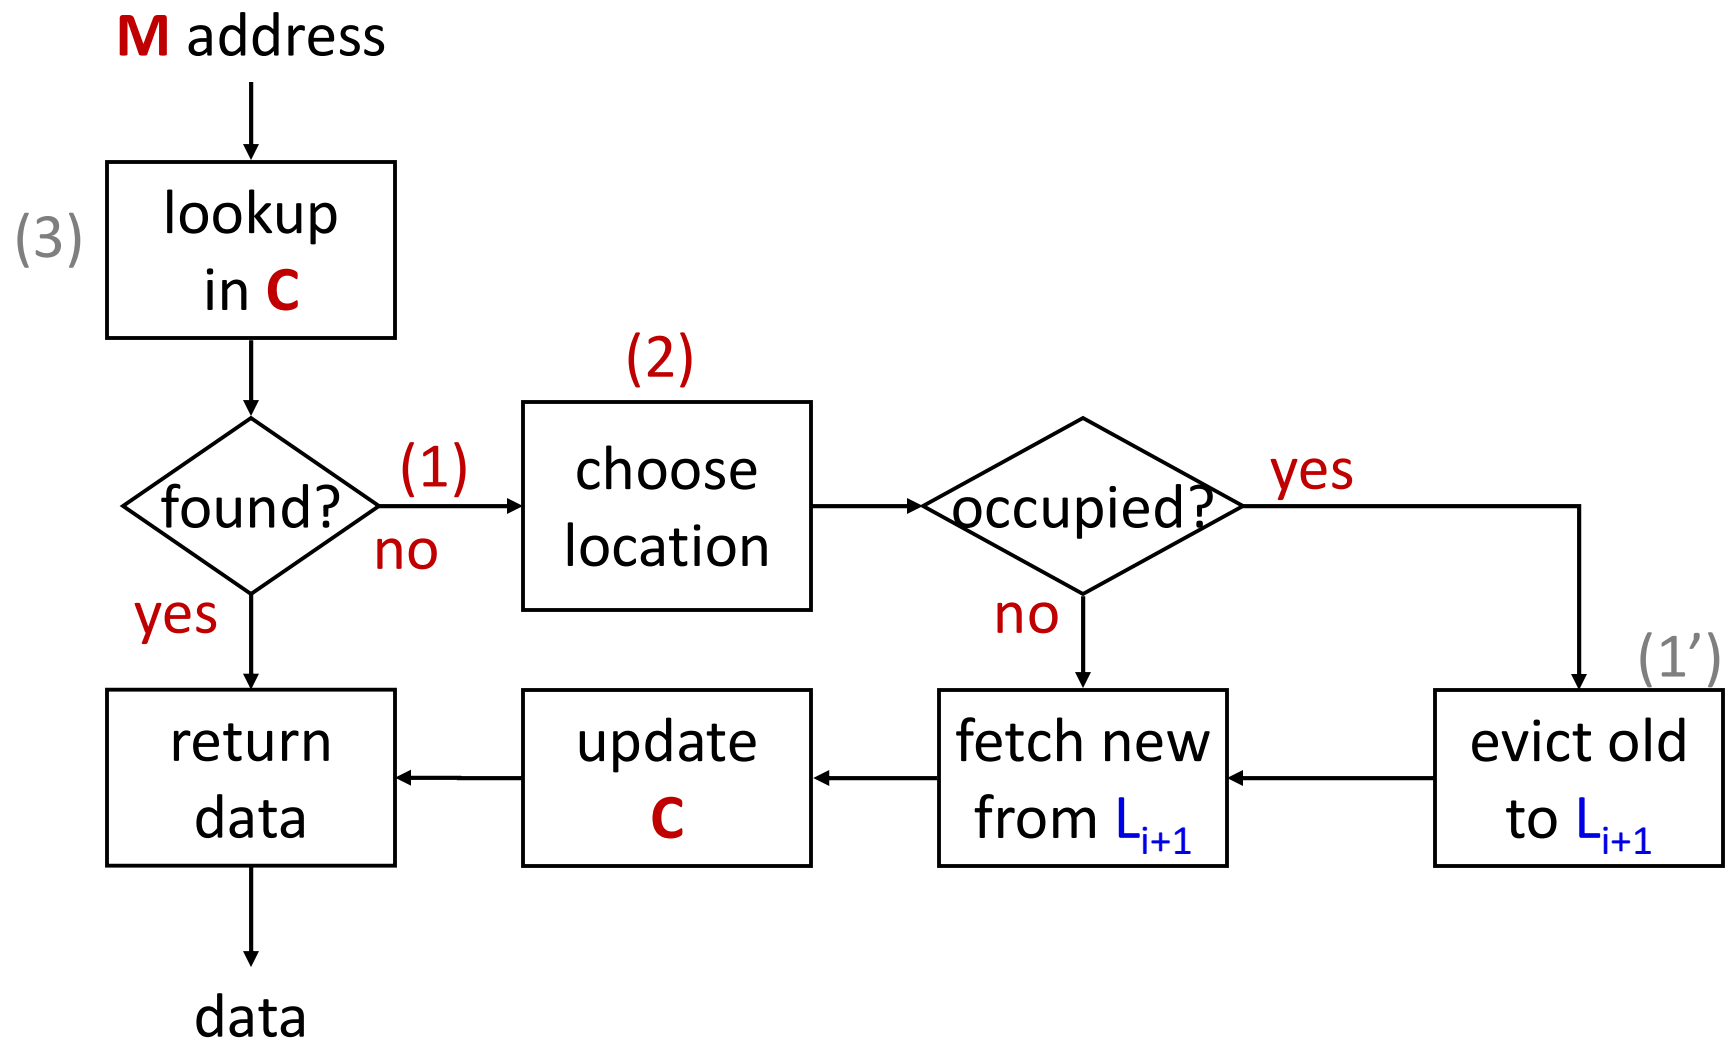 M address
(3)
lookup
in C
found?
(1)
no
yes
(2)
choose
location
occupied?
yes
no
(1’)
evict old
to Li+1
fetch new
from Li+1
update
C
return
data
data